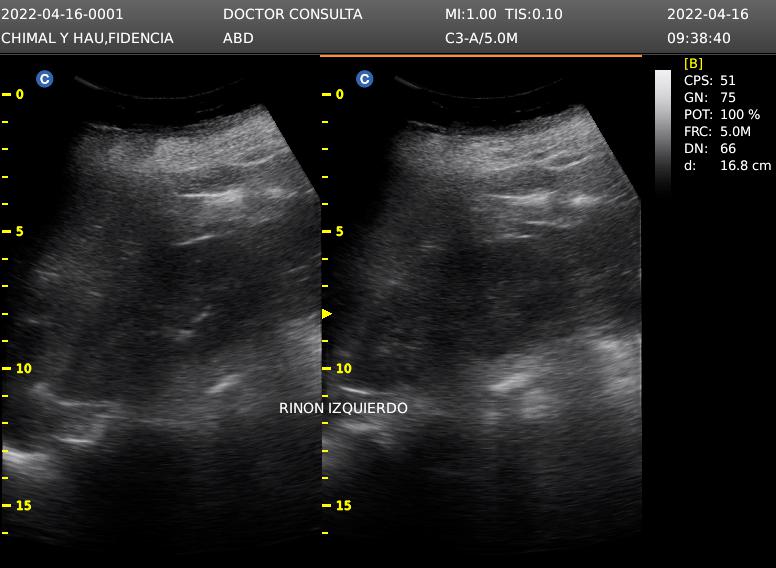 2022-04-16-0001 DOCTOR CONSULTA MI:1.00 TIS:0.10 2022-04-16
CHIMAL Y HAU,FIDENCIA ABD C3-A/5.0M 09:38:40
[B]
C C
CPS: 51
0 0
GN: 75
POT: 100 %
FRC: 5.0M
DN: 66
d: 16.8 cm
5 5
10 10
RINON IZQUIERDO
15 15